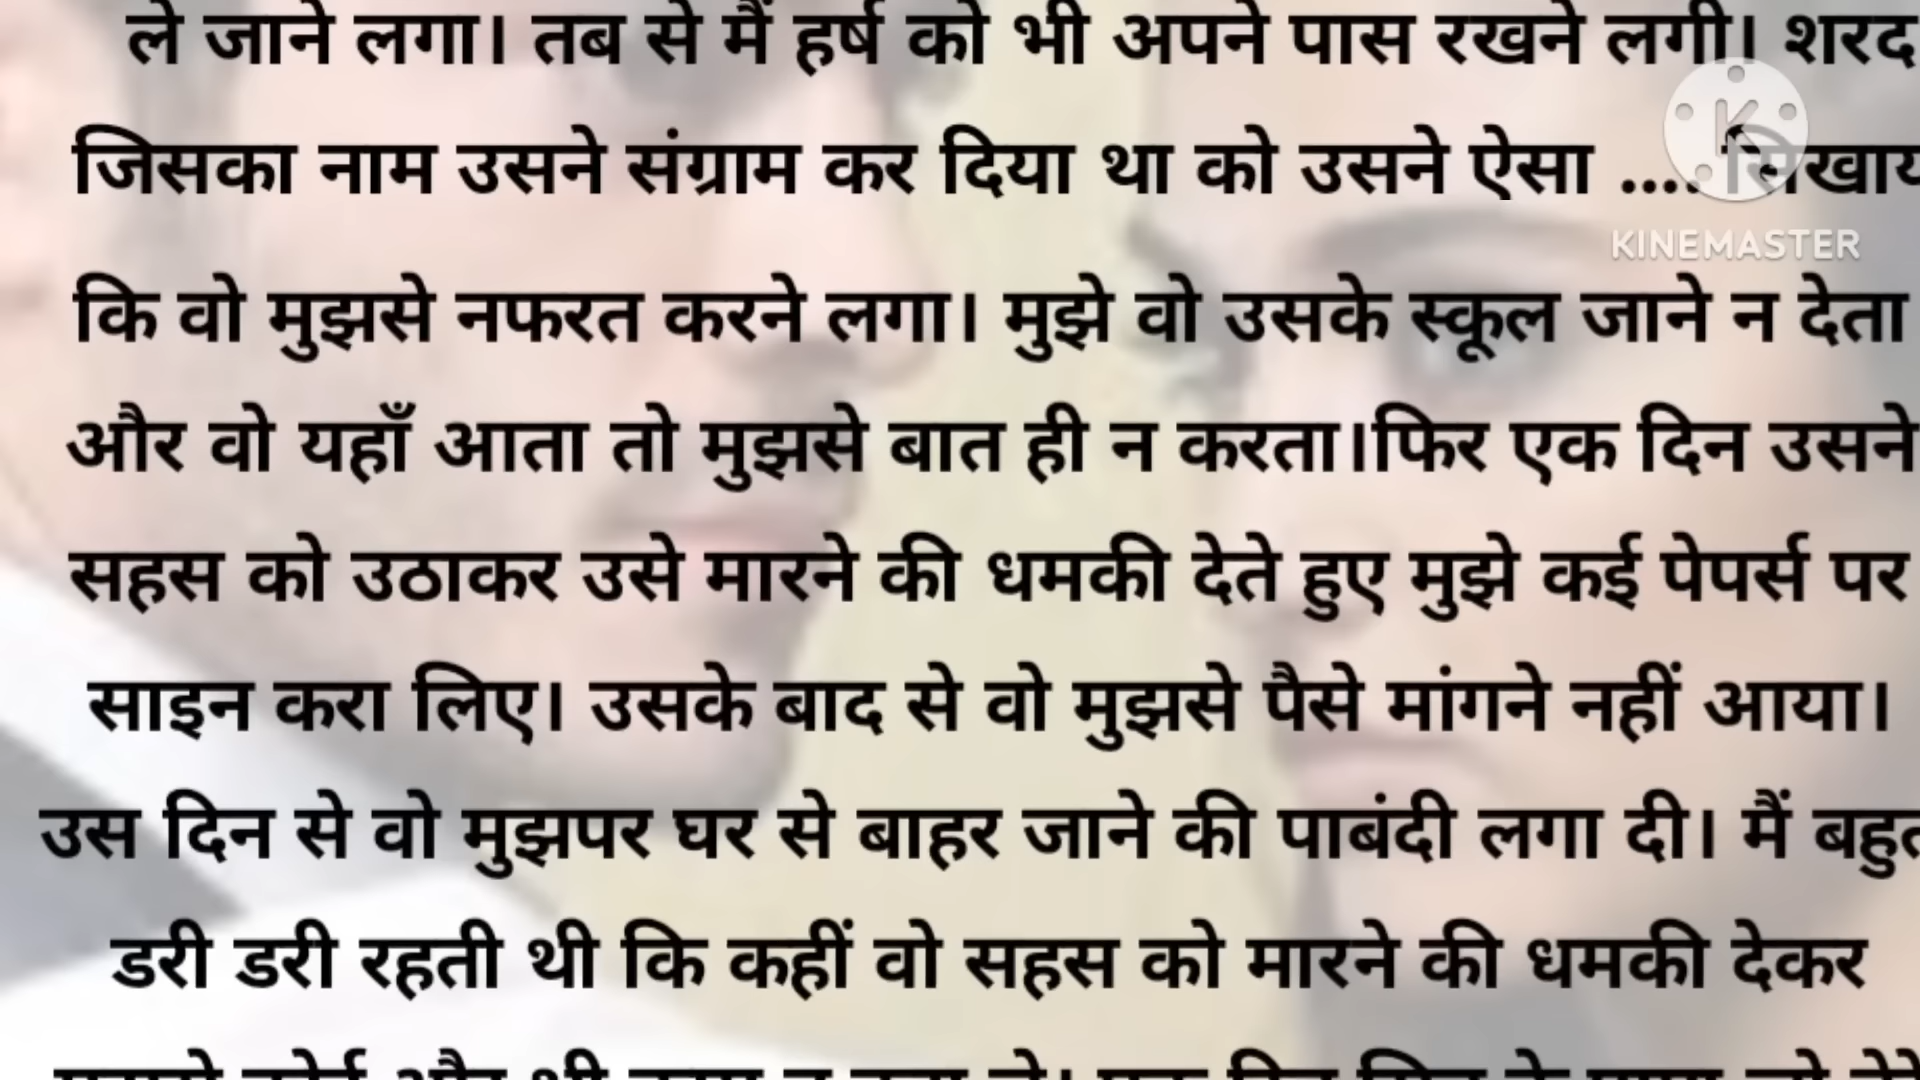 ले जाने लगा। तब से मैं हर्ष को भी अपने पास रखने लगी। शरद
जिसका नाम उसने संग्राम कर दिया था को उसने ऐसा .... सिखाय
KINEMASTER
कि वो मुझसे नफरत करने लगा। मुझे वो उसके स्कूल जाने न देता
और वो यहाँ आता तो मुझसे बात ही न करता।फिर एक दिन उसने
सहस को उठाकर उसे मारने की धमकी देते हुए मुझे कई पेपर्स पर
साइन करा लिए। उसके बाद से वो मुझसे पैसे मांगने नहीं आया।
उस दिन से वो मुझपर घर से बाहर जाने की पाबंदी लगा दी। मैं बहुत
डरी डरी रहती थी कि कहीं वो सहस को मारने की धमकी देकर